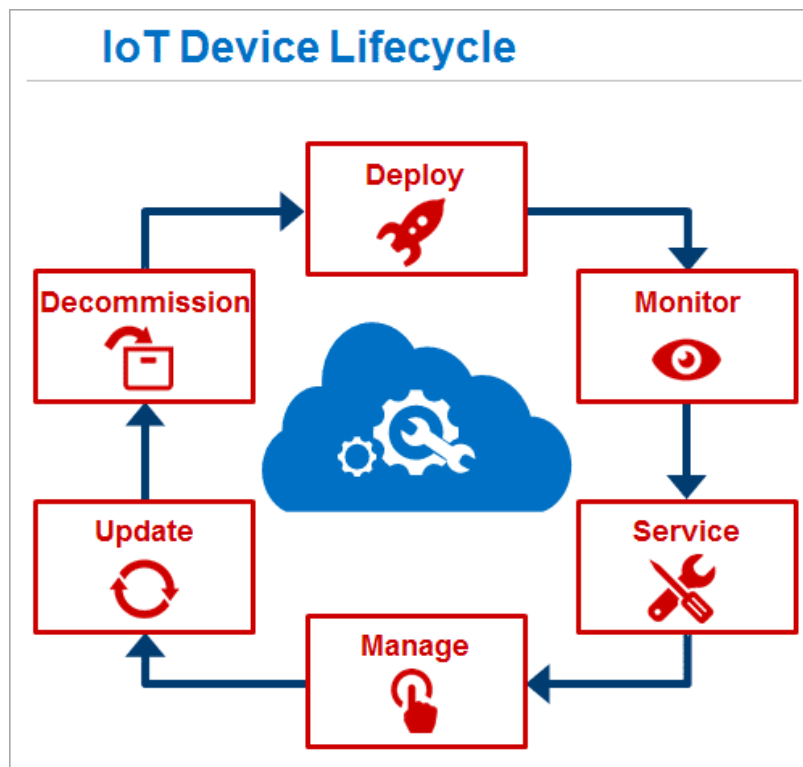 IoT Device Lifecycle
Deploy
Monitor
Service
Manage
Update
Decommission